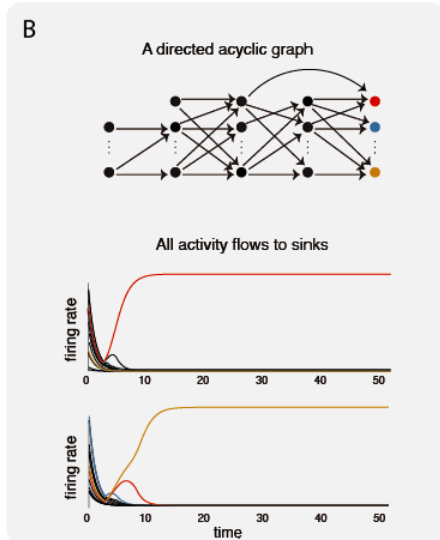 B
A directed acyclic graph
All activity flows to sinks
firing rate
0 10 20 30 40 50
firing rate
0 10 20 30 40 50
time